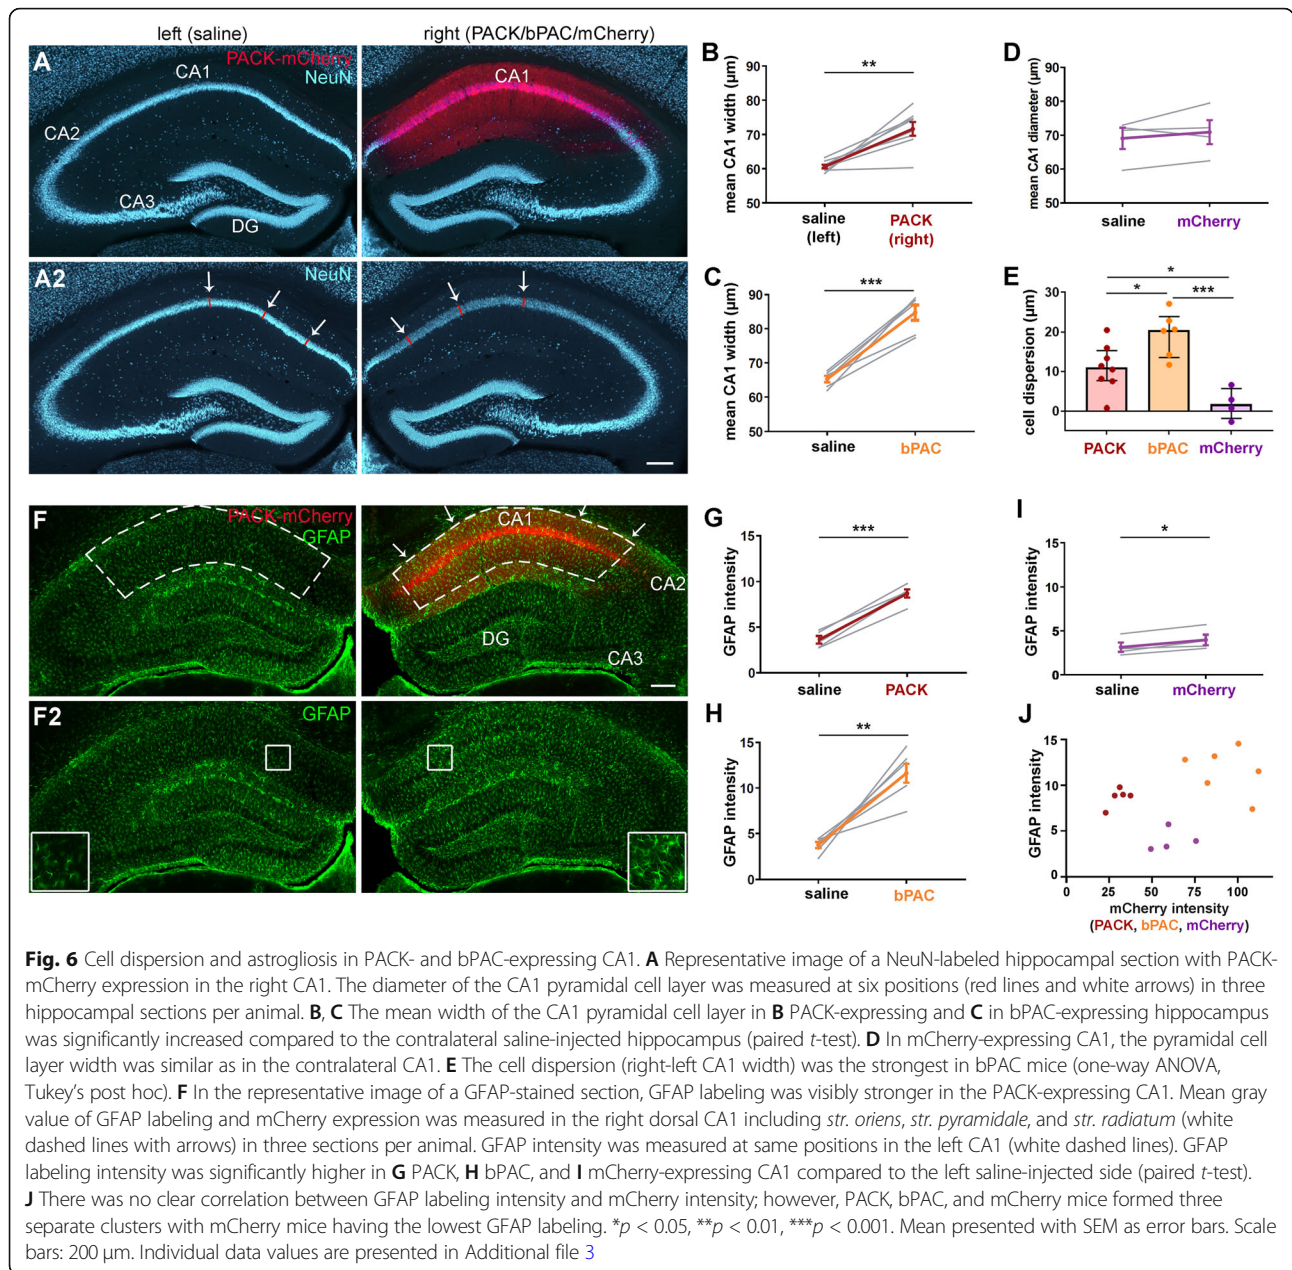 left (saline)
right (PACK/bPAC/mCherry)
A
PACK-mCherry
NeuN
CA1
CA2
CA3
DG
CA1
A2
NeuN
B
**
mean CA1 width (µm)
90
80
70
60
50
saline
(left)
PACK
(right)
D
mean CA1 diameter (µm)
90
80
70
60
50
saline
mCherry
C
***
mean CA1 width (µm)
90
80
70
60
50
saline
bPAC
E
*
*
***
cell dispersion (µm)
30
20
10
0
PACK
bPAC
mCherry
F
PACK-mCherry
GFAP
CA1
CA2
DG
CA3
F2
GFAP
G
***
GFAP intensity
15
10
5
0
saline
PACK
I
*
GFAP intensity
15
10
5
0
saline
mCherry
H
**
GFAP intensity
15
10
5
0
saline
bPAC
J
GFAP intensity
15
10
5
0
0
25
50
75
100
mCherry intensity
(PACK, bPAC, mCherry)
Fig. 6 Cell dispersion and astrogliosis in PACK- and bPAC-expressing CA1. A Representative image of a NeuN-labeled hippocampal section with PACK-
mCherry expression in the right CA1. The diameter of the CA1 pyramidal cell layer was measured at six positions (red lines and white arrows) in three
hippocampal sections per animal. B, C The mean width of the CA1 pyramidal cell layer in B PACK-expressing and C in bPAC-expressing hippocampus
was significantly increased compared to the contralateral saline-injected hippocampus (paired t-test). D In mCherry-expressing CA1, the pyramidal cell
layer width was similar as in the contralateral CA1. E The cell dispersion (right-left CA1 width) was the strongest in bPAC mice (one-way ANOVA,
Tukey's post hoc). F In the representative image of a GFAP-stained section, GFAP labeling was visibly stronger in the PACK-expressing CA1. Mean gray
value of GFAP labeling and mCherry expression was measured in the right dorsal CA1 including str. oriens, str. pyramidale, and str. radiatum (white
dashed lines with arrows) in three sections per animal. GFAP intensity was measured at same positions in the left CA1 (white dashed lines). GFAP
labeling intensity was significantly higher in G PACK, H bPAC, and I mCherry-expressing CA1 compared to the left saline-injected side (paired t-test).
J There was no clear correlation between GFAP labeling intensity and mCherry intensity; however, PACK, bPAC, and mCherry mice formed three
separate clusters with mCherry mice having the lowest GFAP labeling. *p < 0.05, **p < 0.01, ***p < 0.001. Mean presented with SEM as error bars. Scale
bars: 200 µm. Individual data values are presented in Additional file 3